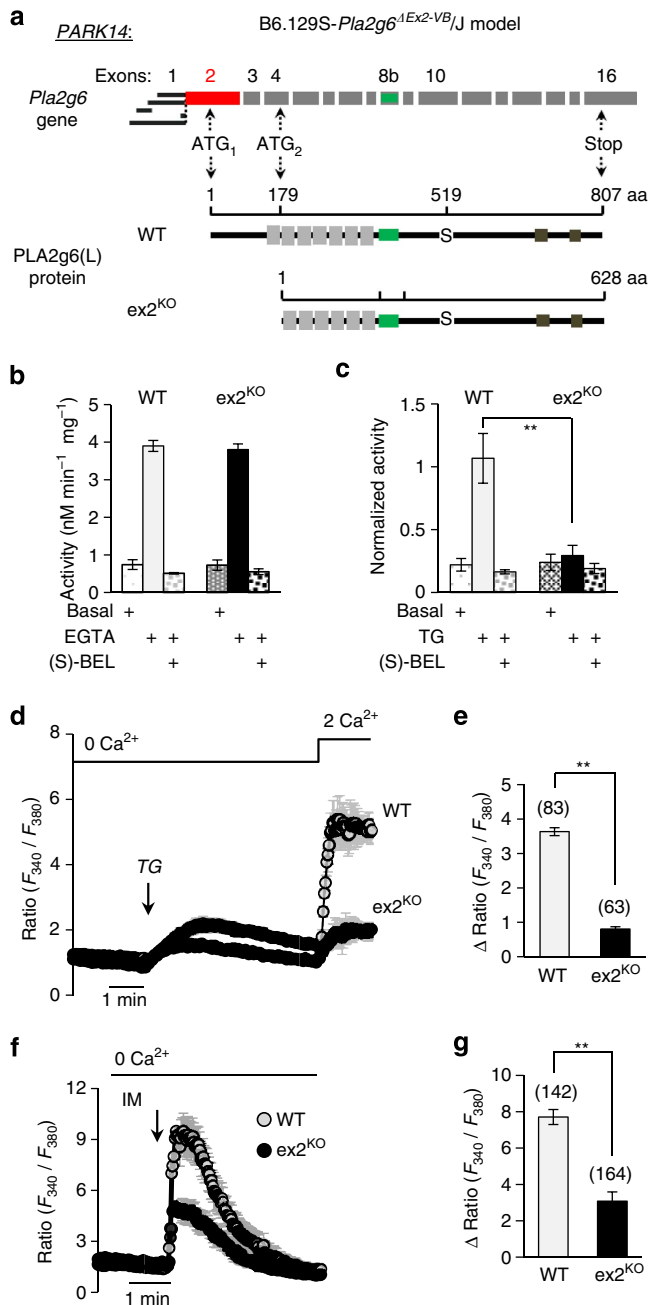 a
PARK14:
B6.129S-Pla2g6ΔEx2-VB/J model
Exons: 1 2 3 4 8b 10 16
Pla2g6 gene
ATG1 ATG2 Stop
1 179 519 807 aa
WT
S
PLA2g6(L) protein
1 628 aa
ex2KO
S
b
WT ex2KO
Activity (nM min−1 mg−1)
5
4
3
2
1
0
Basal + +
EGTA + + + +
(S)-BEL + +
c
WT ex2KO
**
Normalized activity
1.5
1
0.5
0
Basal + +
TG + + + +
(S)-BEL + +
d
0 Ca2+
2 Ca2+
Ratio (F340 / F380)
8
6
4
2
0
TG
WT
ex2KO
1 min
e
**
Δ Ratio (F340 / F380)
5
4
3
2
1
0
(83)
(63)
WT ex2KO
f
0 Ca2+
IM
Ratio (F340 / F380)
12
9
6
3
0
WT
ex2KO
1 min
g
**
Δ Ratio (F340 / F380)
10
8
6
4
2
0
(142)
(164)
WT ex2KO